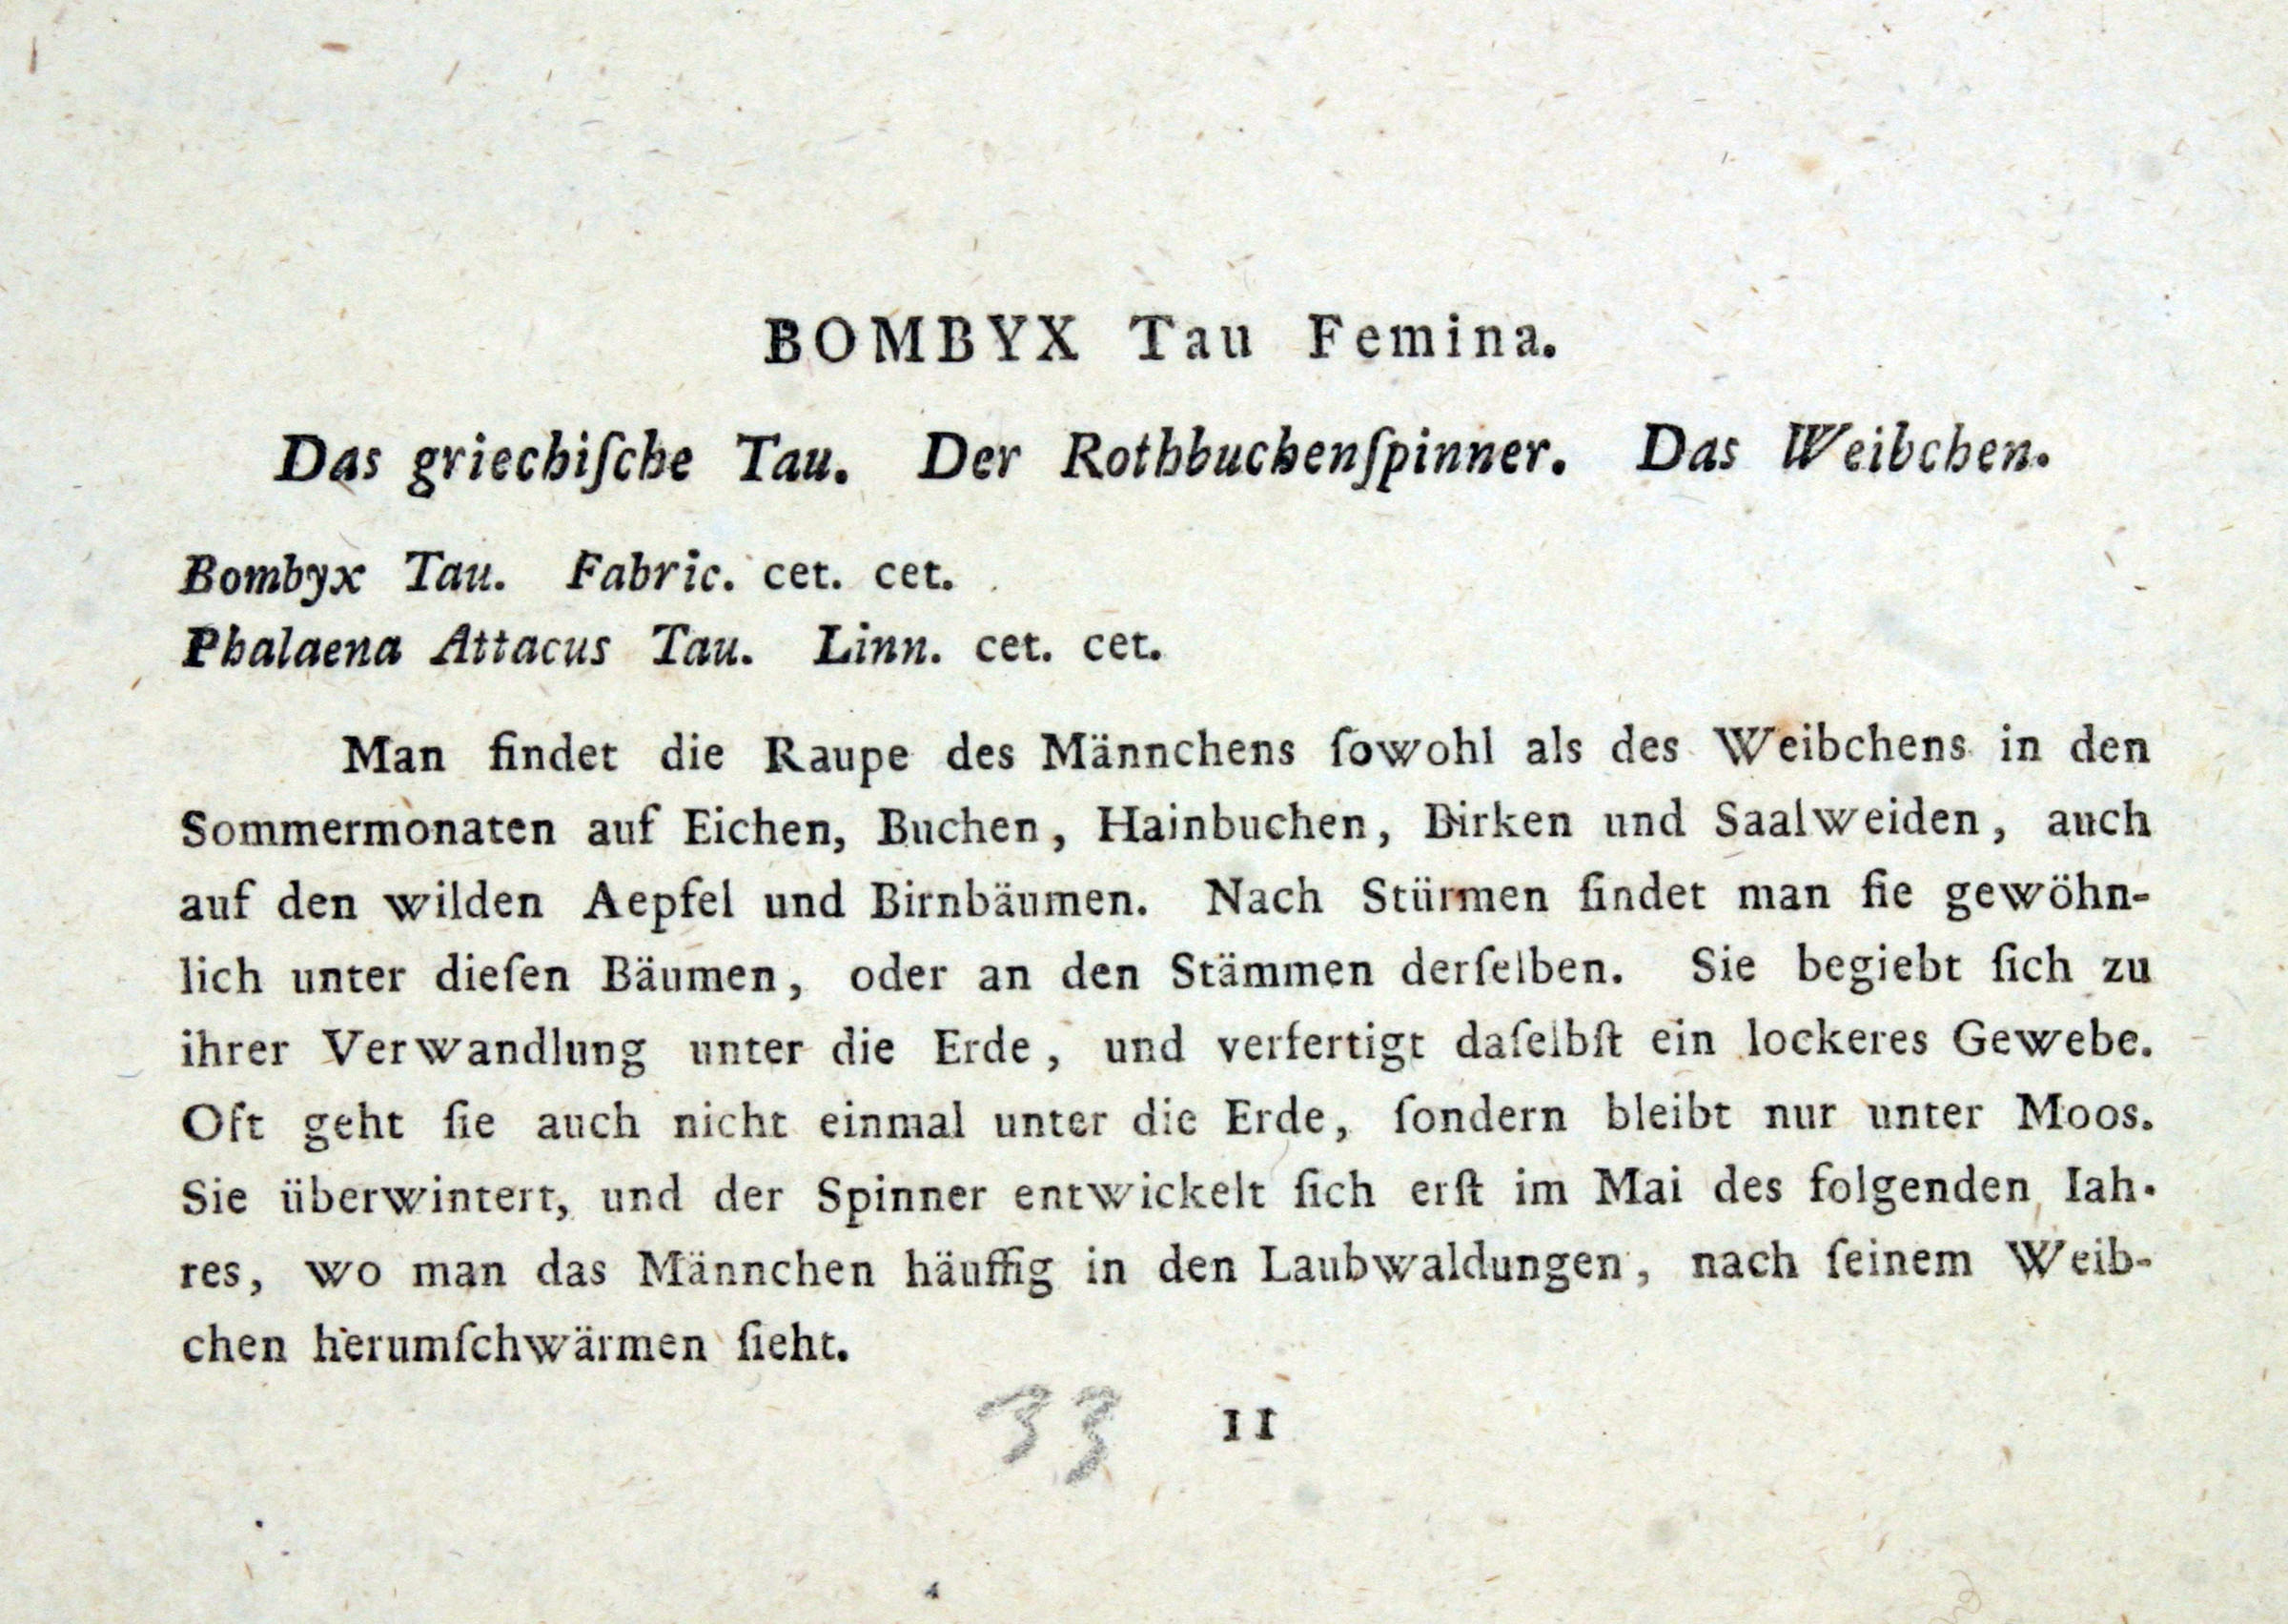 BOMBYX Tau Femina.
Das griechiſche Tau. Der Rothbuchenſpinner. Das Weibchen.
Bombyx Tau. Fabric. cet. cet.
Phalaena Attacus Tau. Linn. cet. cet.
Man findet die Raupe des Männchens ſowohl als des Weibchens in den
Sommermonaten auf Eichen, Buchen, Hainbuchen, Birken und Saalweiden, auch
auf den wilden Aepfel und Birnbäumen. Nach Stürmen findet man ſie gewöhn-
lich unter dieſen Bäumen, oder an den Stämmen derſelben. Sie begiebt ſich zu
ihrer Verwandlung unter die Erde, und verfertigt daſelbſt ein lockeres Gewebe.
Oft geht ſie auch nicht einmal unter die Erde, ſondern bleibt nur unter Moos.
Sie überwintert, und der Spinner entwickelt ſich erſt im Mai des folgenden Iah-
res, wo man das Männchen häuffig in den Laubwaldungen, nach ſeinem Weib-
chen herumſchwärmen ſieht.
33 11